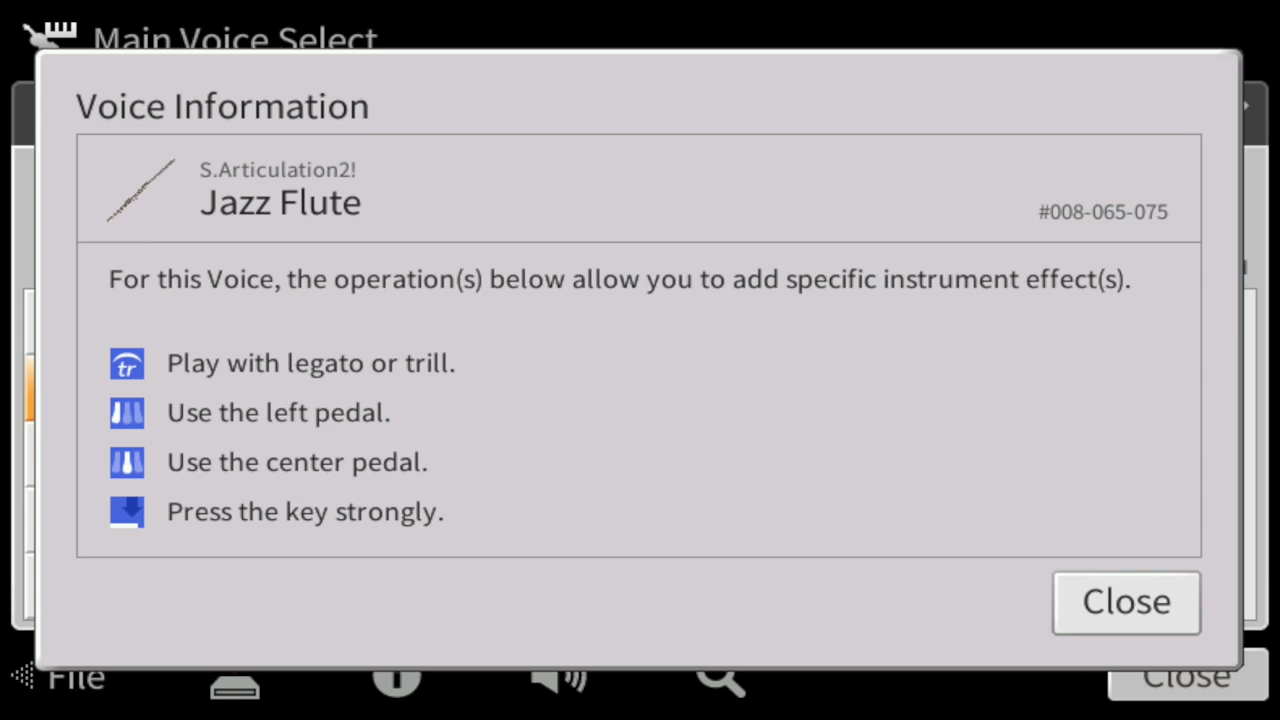 Main Voice Select
Voice Information
S.Articulation2!
Jazz Flute
#008-065-075
For this Voice, the operation(s) below allow you to add specific instrument effect(s).
tr Play with legato or trill.
Use the left pedal.
Use the center pedal.
Press the key strongly.
Close
File
Close